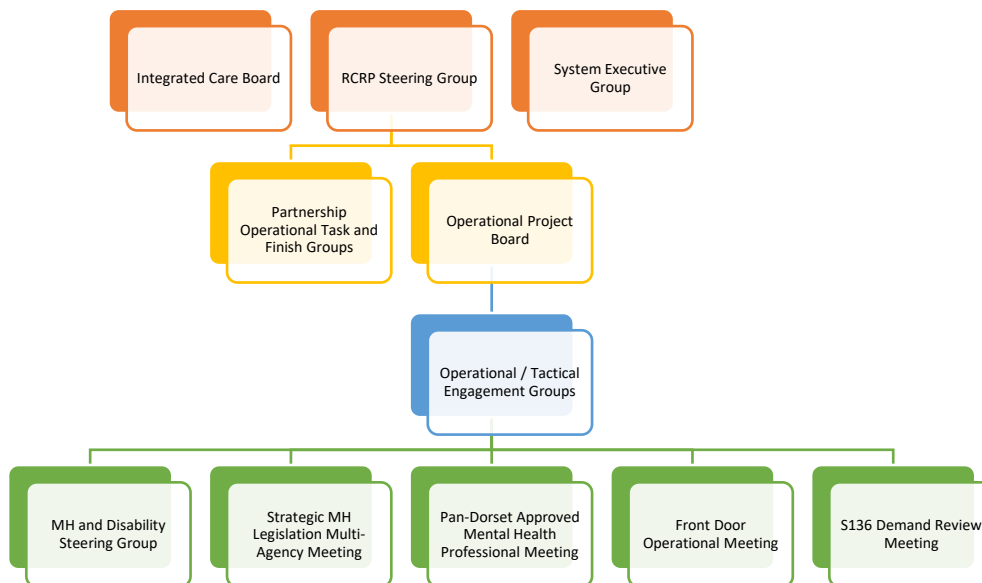 Integrated Care Board
RCRP Steering Group
System Executive
Group
Partnership
Operational Task and
Finish Groups
Operational Project
Board
Operational / Tactical
Engagement Groups
MH and Disability
Steering Group
Strategic MH
Legislation Multi-
Agency Meeting
Pan-Dorset Approved
Mental Health
Professional Meeting
Front Door
Operational Meeting
S136 Demand Review
Meeting